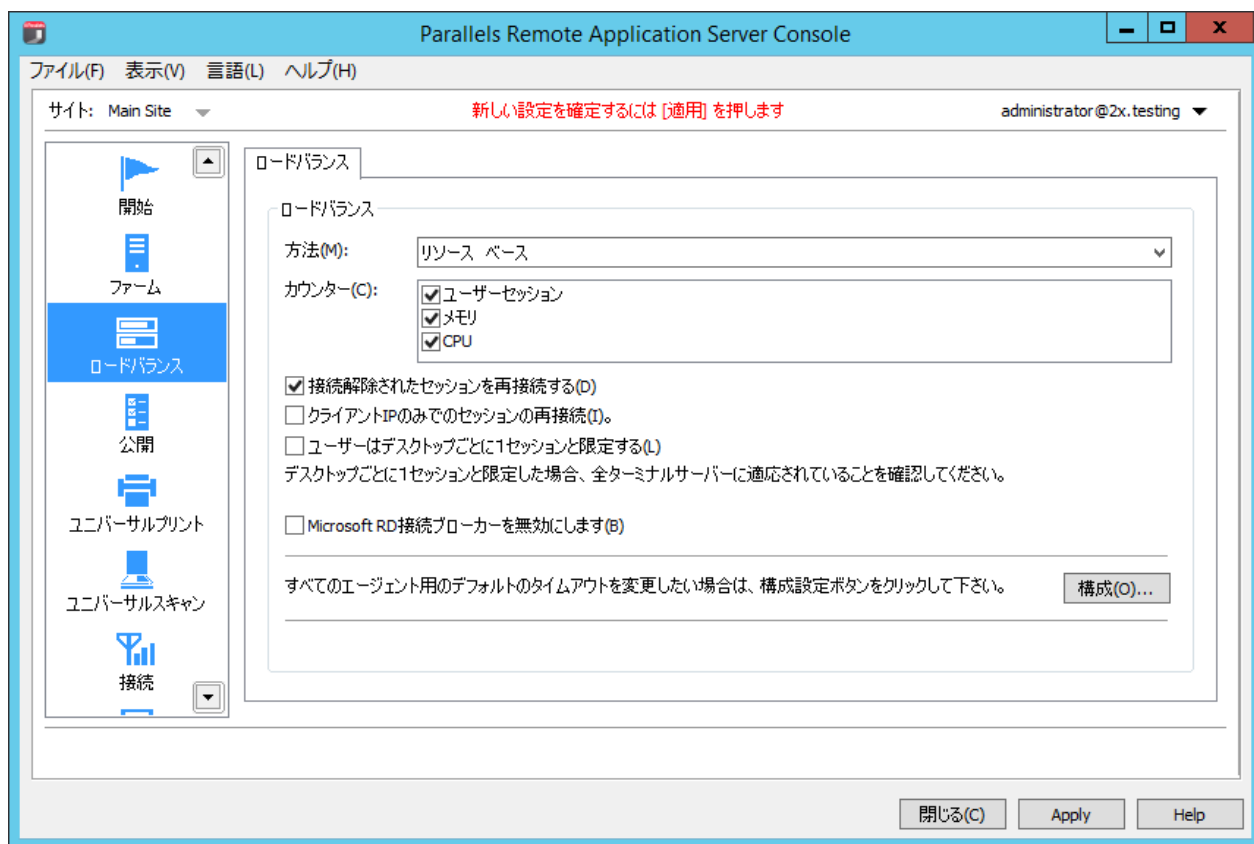 Parallels Remote Application Server Console
ファイル(F) 表示(V) 言語(L) ヘルプ(H)
サイト: Main Site 新しい設定を確定するには [適用] を押します administrator@2x.testing
開始
ファーム
ロードバランス
公開
ユニバーサルプリント
ユニバーサルスキャン
接続
ロードバランス
ロードバランス
方法(M): リソース ベース
カウンター(C): ユーザーセッション
メモリ
CPU
接続解除されたセッションを再接続する(D)
クライアントIPのみでのセッションの再接続(I)。
ユーザーはデスクトップごとに1セッションと限定する(L)
デスクトップごとに1セッションと限定した場合、全ターミナルサーバーに適応されていることを確認してください。
Microsoft RD接続ブローカーを無効にします(B)
すべてのエージェント用のデフォルトのタイムアウトを変更したい場合は、構成設定ボタンをクリックして下さい。 構成(O)...
閉じる(C) Apply Help